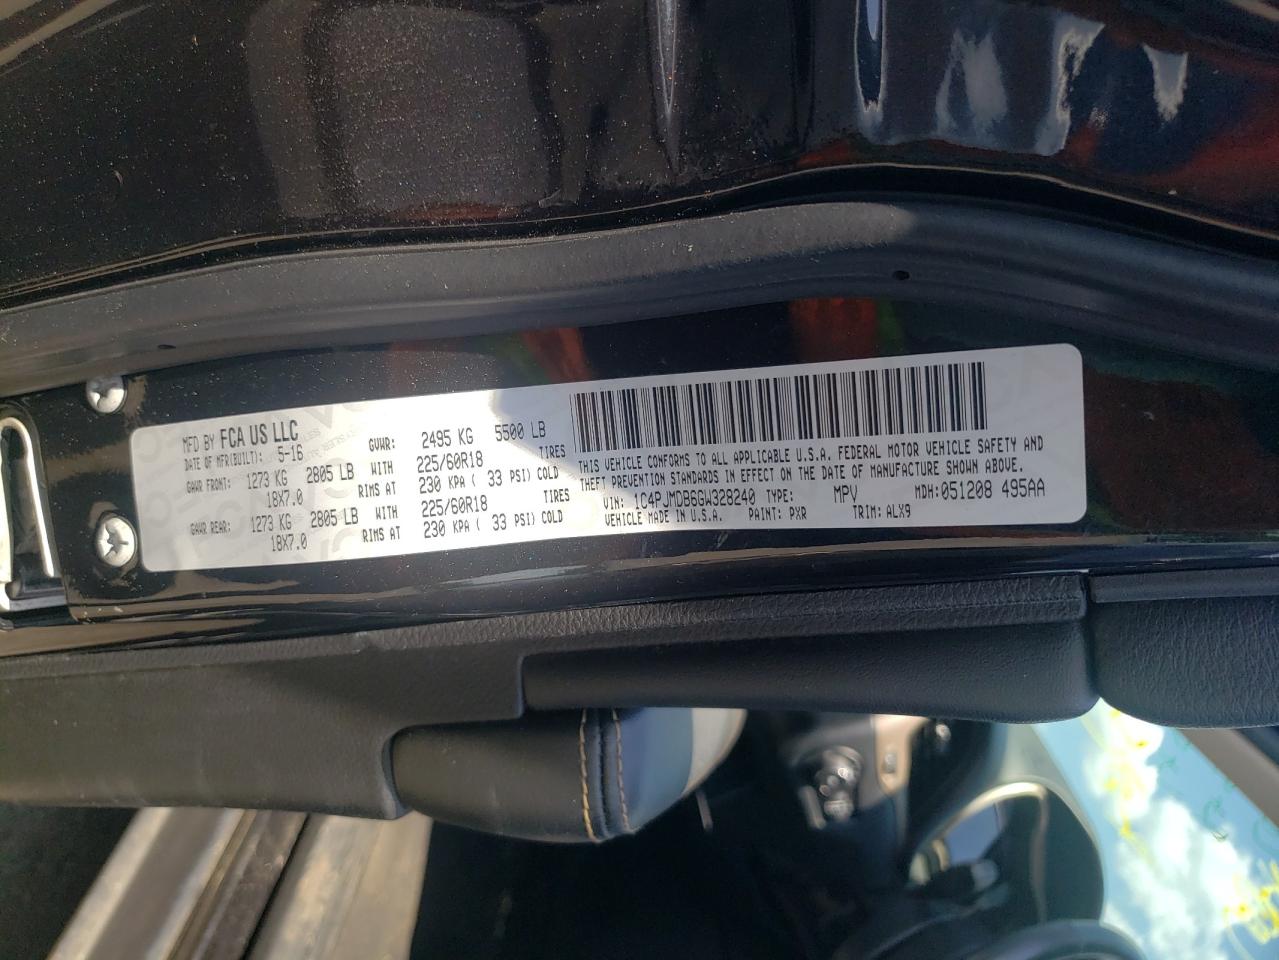 MFD BY FCA US LLC
DATE OF MFR(BUILT): 5-16 GVWR: 2495 KG 5500 LB
GAWR FRONT: 1273 KG 2805 LB WITH 225/60R18 TIRES
18X7.0 RIMS AT 230 KPA ( 33 PSI) COLD
GAWR REAR: 1273 KG 2805 LB WITH 225/60R18 TIRES
18X7.0 RIMS AT 230 KPA ( 33 PSI) COLD
THIS VEHICLE CONFORMS TO ALL APPLICABLE U.S.A. FEDERAL MOTOR VEHICLE SAFETY AND
THEFT PREVENTION STANDARDS IN EFFECT ON THE DATE OF MANUFACTURE SHOWN ABOVE.
VIN: 1C4PJMDB6GW328240 TYPE: MPV MDH:051208 495AA
VEHICLE MADE IN U.S.A. PAINT: PXR TRIM: ALX9